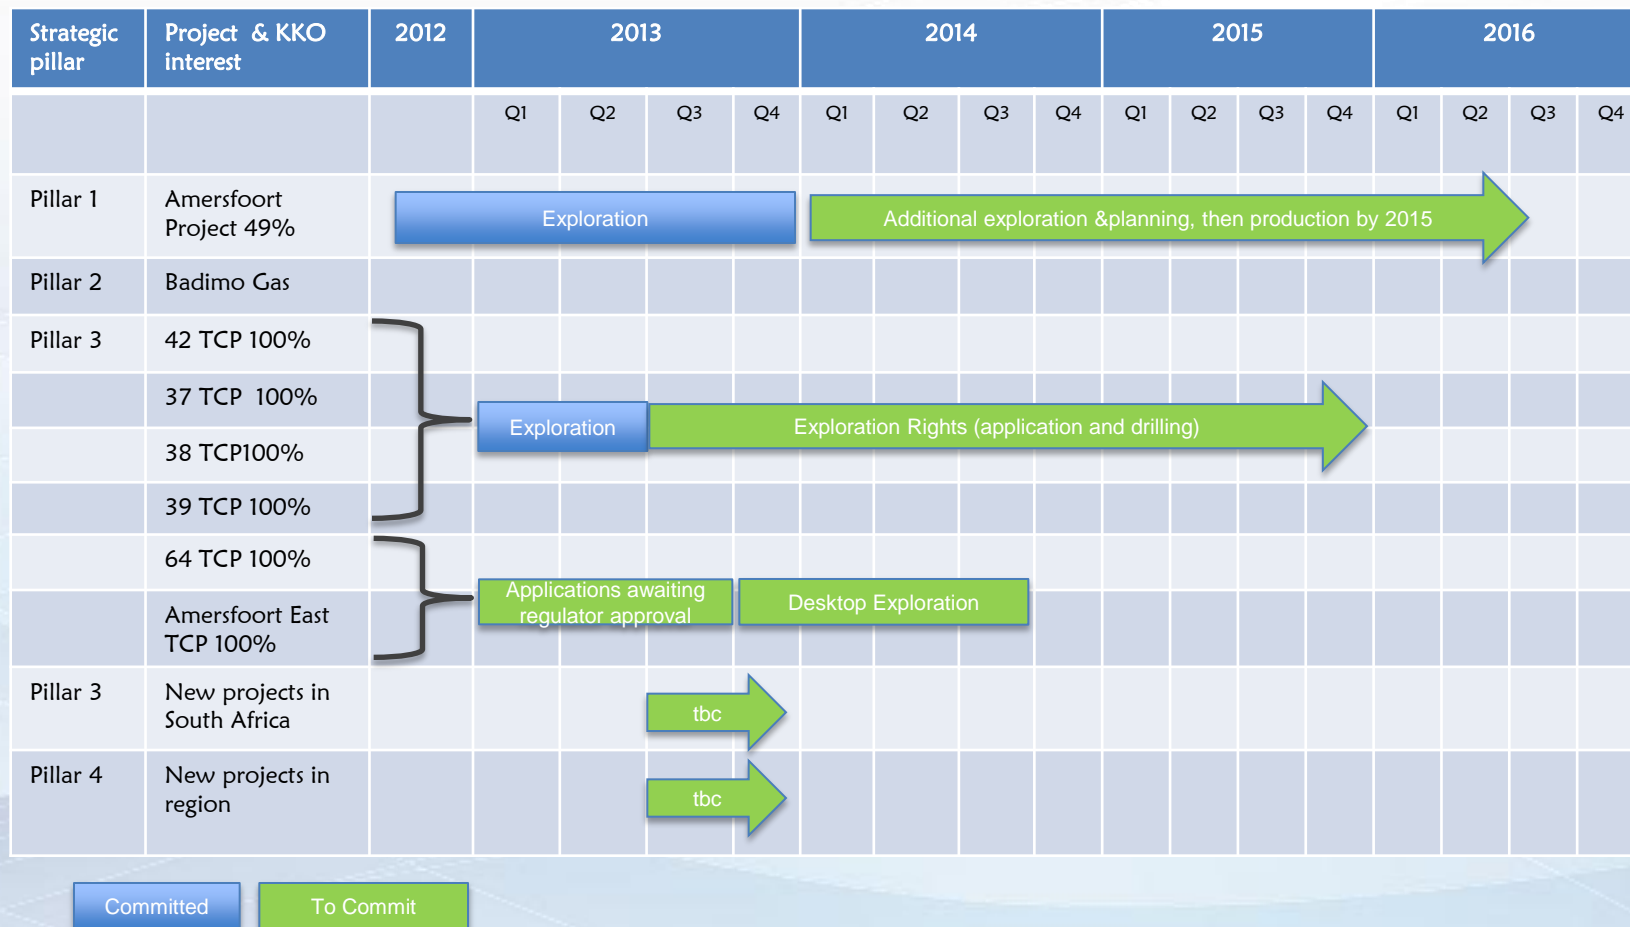 Strategic pillar
Project & KKO interest
2012
2013
2014
2015
2016
Q1 Q2 Q3 Q4 Q1 Q2 Q3 Q4 Q1 Q2 Q3 Q4 Q1 Q2 Q3 Q4
Pillar 1
Amersfoort
Project 49%
Exploration
Additional exploration &planning, then production by 2015
Pillar 2
Badimo Gas
Pillar 3
42 TCP 100%
37 TCP 100%
38 TCP100%
39 TCP 100%
Exploration
Exploration Rights (application and drilling)
64 TCP 100%
Amersfoort East
TCP 100%
Applications awaiting
regulator approval
Desktop Exploration
Pillar 3
New projects in
South Africa
tbc
Pillar 4
New projects in
region
tbc
Committed
To Commit